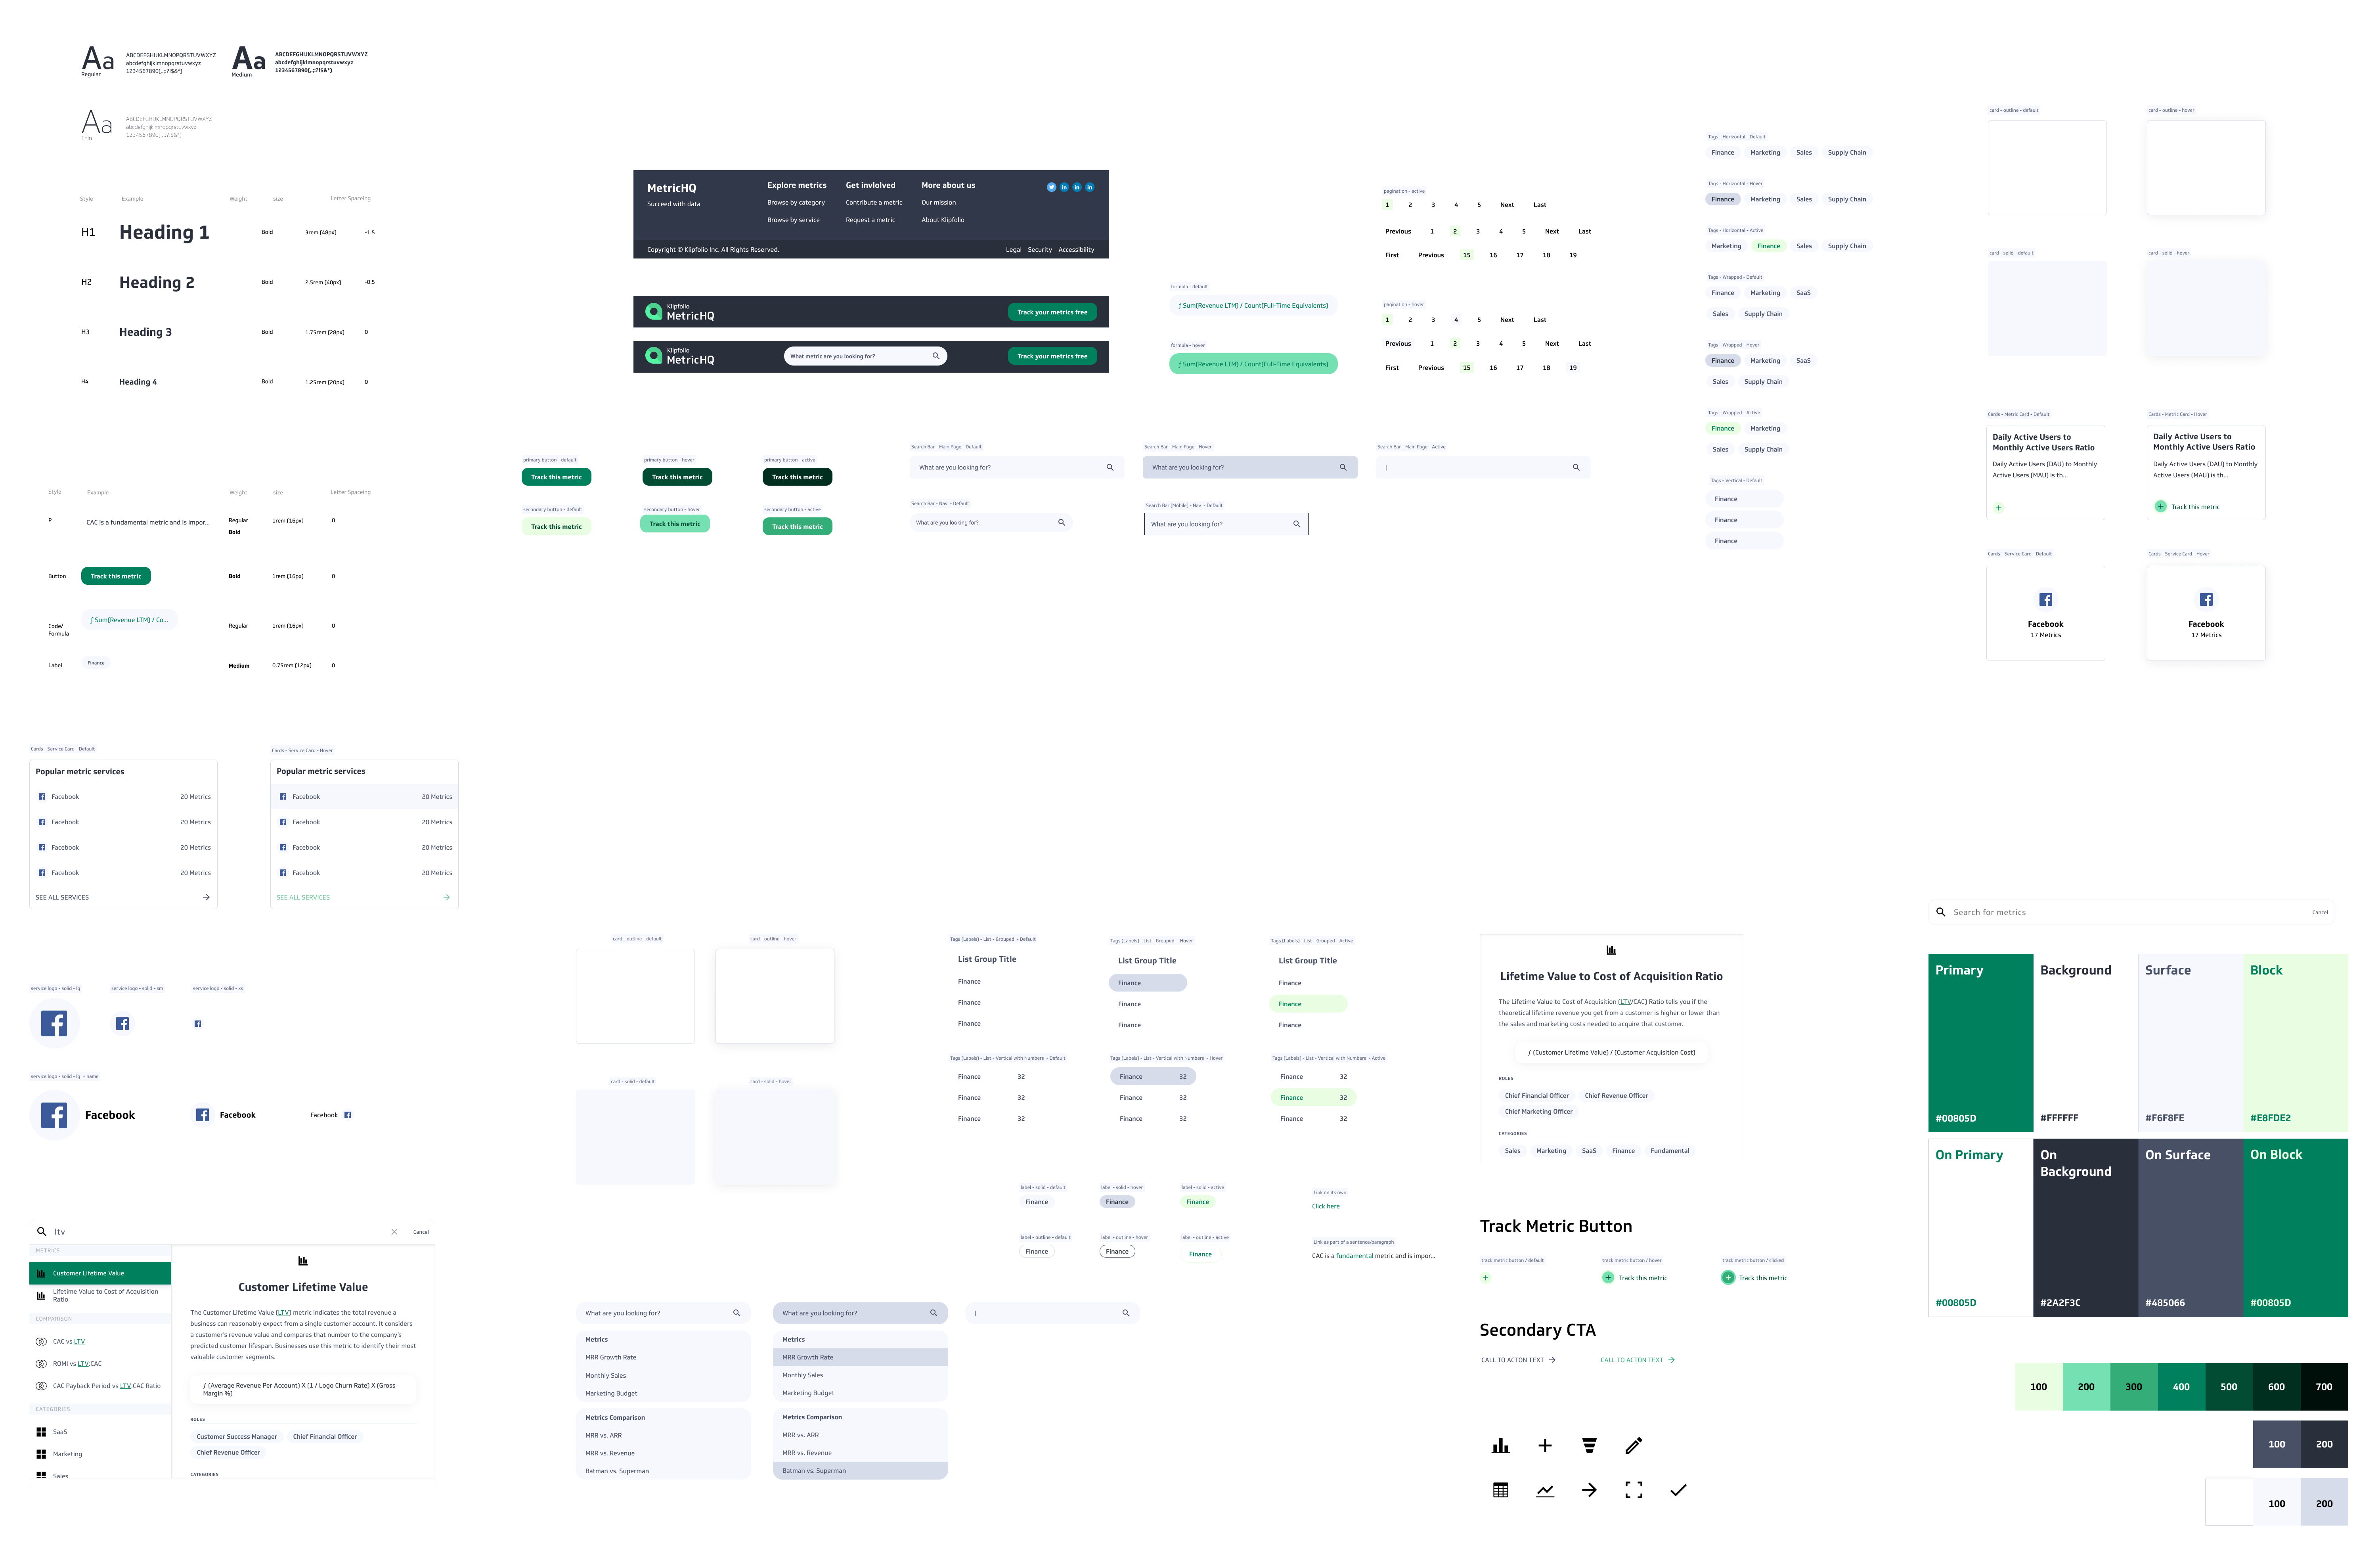 Aa
Regular
ABCDEFGHIJKLMNOPQRSTUVWXYZ
abcdefghijklmnopqrstuvwxyz
1234567890(,.;:?!$&*)
Aa
Medium
ABCDEFGHIJKLMNOPQRSTUVWXYZ
abcdefghijklmnopqrstuvwxyz
1234567890(,.;:?!$&*)
Aa
Thin
ABCDEFGHIJKLMNOPQRSTUVWXYZ
abcdefghijklmnopqrstuvwxyz
1234567890(,.;:?!$&*)
Style Example Weight size Letter Spaceing
H1 Heading 1 Bold 3rem (48px) -1.5
H2 Heading 2 Bold 2.5rem (40px) -0.5
H3 Heading 3 Bold 1.75rem (28px) 0
H4 Heading 4 Bold 1.25rem (20px) 0
Style Example Weight size Letter Spaceing
P CAC is a fundamental metric and is impor... Regular 1rem (16px) 0
Bold
Button Track this metric Bold 1rem (16px) 0
Code/
Formula
ƒ Sum(Revenue LTM) / Co... Regular 1rem (16px) 0
Label Finance Medium 0.75rem (12px) 0
MetricHQ
Succeed with data
Explore metrics
Browse by category
Browse by service
Get invlolved
Contribute a metric
Request a metric
More about us
Our mission
About Klipfolio
Copyright © Klipfolio Inc. All Rights Reserved.
Legal Security Accessibility
Klipfolio
MetricHQ
Track your metrics free
Klipfolio
MetricHQ
What metric are you looking for?
Track your metrics free
formula - default
ƒ Sum(Revenue LTM) / Count(Full-Time Equivalents)
formula - hover
ƒ Sum(Revenue LTM) / Count(Full-Time Equivalents)
pagination - active
1 2 3 4 5 Next Last
Previous 1 2 3 4 5 Next Last
First Previous 15 16 17 18 19
pagination - hover
1 2 3 4 5 Next Last
Previous 1 2 3 4 5 Next Last
First Previous 15 16 17 18 19
primary button - default
Track this metric
primary button - hover
Track this metric
primary button - active
Track this metric
secondary button - default
Track this metric
secondary button - hover
Track this metric
secondary button - active
Track this metric
Search Bar - Main Page - Default
What are you looking for?
Search Bar - Main Page - Hover
What are you looking for?
Search Bar - Main Page - Active
|
Search Bar - Nav - Default
What are you looking for?
Search Bar (Mobile) - Nav - Default
What are you looking for?
Tags - Horizontal - Default
Finance Marketing Sales Supply Chain
Tags - Horizontal - Hover
Finance Marketing Sales Supply Chain
Tags - Horizontal - Active
Marketing Finance Sales Supply Chain
Tags - Wrapped - Default
Finance Marketing SaaS
Sales Supply Chain
Tags - Wrapped - Hover
Finance Marketing SaaS
Sales Supply Chain
Tags - Wrapped - Active
Finance Marketing
Sales Supply Chain
Tags - Vertical - Default
Finance
Finance
Finance
card - outline - default
card - outline - hover
card - solid - default
card - solid - hover
Cards - Metric Card - Default
Daily Active Users to
Monthly Active Users Ratio
Daily Active Users (DAU) to Monthly
Active Users (MAU) is th...
Cards - Metric Card - Hover
Daily Active Users to
Monthly Active Users Ratio
Daily Active Users (DAU) to Monthly
Active Users (MAU) is th...
Track this metric
Cards - Service Card - Default
Facebook
17 Metrics
Cards - Service Card - Hover
Facebook
17 Metrics
Cards - Service Card - Default
Popular metric services
Facebook 20 Metrics
Facebook 20 Metrics
Facebook 20 Metrics
Facebook 20 Metrics
SEE ALL SERVICES
Cards - Service Card - Hover
Popular metric services
Facebook 20 Metrics
Facebook 20 Metrics
Facebook 20 Metrics
Facebook 20 Metrics
SEE ALL SERVICES
service logo - solid - lg
service logo - solid - sm
service logo - solid - xs
service logo - solid - lg + name
Facebook
Facebook
Facebook
ltv
Cancel
METRICS
Customer Lifetime Value
Lifetime Value to Cost of Acquisition
Ratio
COMPARISON
CAC vs LTV
ROMI vs LTV:CAC
CAC Payback Period vs LTV:CAC Ratio
CATEGORIES
SaaS
Marketing
Sales
Customer Lifetime Value
The Customer Lifetime Value (LTV) metric indicates the total revenue a
business can reasonably expect from a single customer account. It considers
a customer's revenue value and compares that number to the company's
predicted customer lifespan. Businesses use this metric to identify their most
valuable customer segments.
ƒ (Average Revenue Per Account) X (1 / Logo Churn Rate) X (Gross
Margin %)
ROLES
Customer Success Manager Chief Financial Officer
Chief Revenue Officer
CATEGORIES
card - outline - default
card - outline - hover
card - solid - default
card - solid - hover
Tags (Labels) - List - Grouped - Default
List Group Title
Finance
Finance
Finance
Tags (Labels) - List - Grouped - Hover
List Group Title
Finance
Finance
Finance
Tags (Labels) - List - Grouped - Active
List Group Title
Finance
Finance
Finance
Tags (Labels) - List - Vertical with Numbers - Default
Finance 32
Finance 32
Finance 32
Tags (Labels) - List - Vertical with Numbers - Hover
Finance 32
Finance 32
Finance 32
Tags (Labels) - List - Vertical with Numbers - Active
Finance 32
Finance 32
Finance 32
label - solid - default
Finance
label - solid - hover
Finance
label - solid - active
Finance
label - outline - default
Finance
label - outline - hover
Finance
label - outline - active
Finance
Link on its own
Click here
Link as part of a sentence/paragraph
CAC is a fundamental metric and is impor...
What are you looking for?
Metrics
MRR Growth Rate
Monthly Sales
Marketing Budget
Metrics Comparison
MRR vs. ARR
MRR vs. Revenue
Batman vs. Superman
What are you looking for?
Metrics
MRR Growth Rate
Monthly Sales
Marketing Budget
Metrics Comparison
MRR vs. ARR
MRR vs. Revenue
Batman vs. Superman
|
Lifetime Value to Cost of Acquisition Ratio
The Lifetime Value to Cost of Acquisition (LTV/CAC) Ratio tells you if the
theoretical lifetime revenue you get from a customer is higher or lower than
the sales and marketing costs needed to acquire that customer.
ƒ (Customer Lifetime Value) / (Customer Acquisition Cost)
ROLES
Chief Financial Officer Chief Revenue Officer
Chief Marketing Officer
CATEGORIES
Sales Marketing SaaS Finance Fundamental
Track Metric Button
track metric button / default
track metric button / hover
Track this metric
track metric button / clicked
Track this metric
Secondary CTA
CALL TO ACTON TEXT
CALL TO ACTON TEXT
Search for metrics
Cancel
Primary
#00805D
Background
#FFFFFF
Surface
#F6F8FE
Block
#E8FDE2
On Primary
#00805D
On
Background
#2A2F3C
On Surface
#485066
On Block
#00805D
100 200 300 400 500 600 700
100 200
100 200